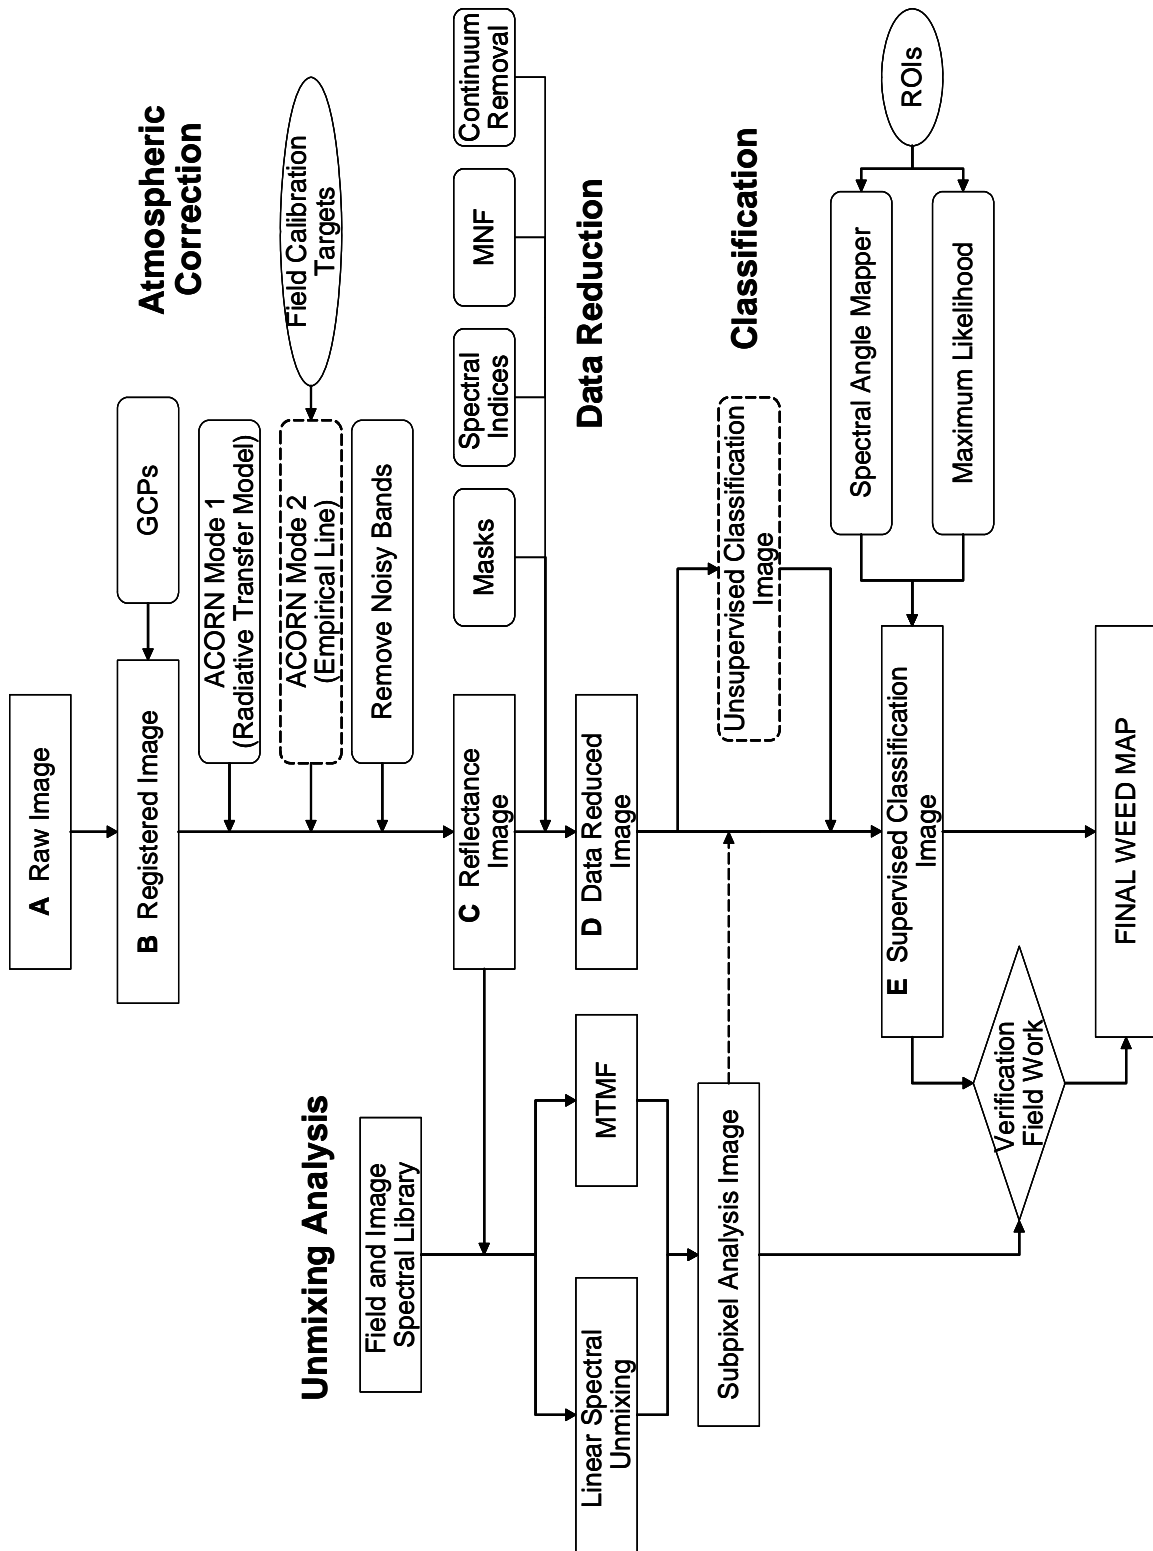 A Raw Image
B Registered Image
GCPs
Atmospheric
Correction
ACORN Mode 1
(Radiative Transfer Model)
ACORN Mode 2
(Empirical Line)
Field Calibration
Targets
Remove Noisy Bands
Unmixing Analysis
Field and Image
Spectral Library
C Reflectance
Image
Masks
Spectral
Indices
MNF
Continuum
Removal
Linear Spectral
Unmixing
MTMF
D Data Reduced
Image
Data Reduction
Subpixel Analysis Image
Unsupervised Classification
Image
Classification
E Supervised Classification
Image
Spectral Angle Mapper
Maximum Likelihood
ROIs
Verification
Field Work
FINAL WEED MAP